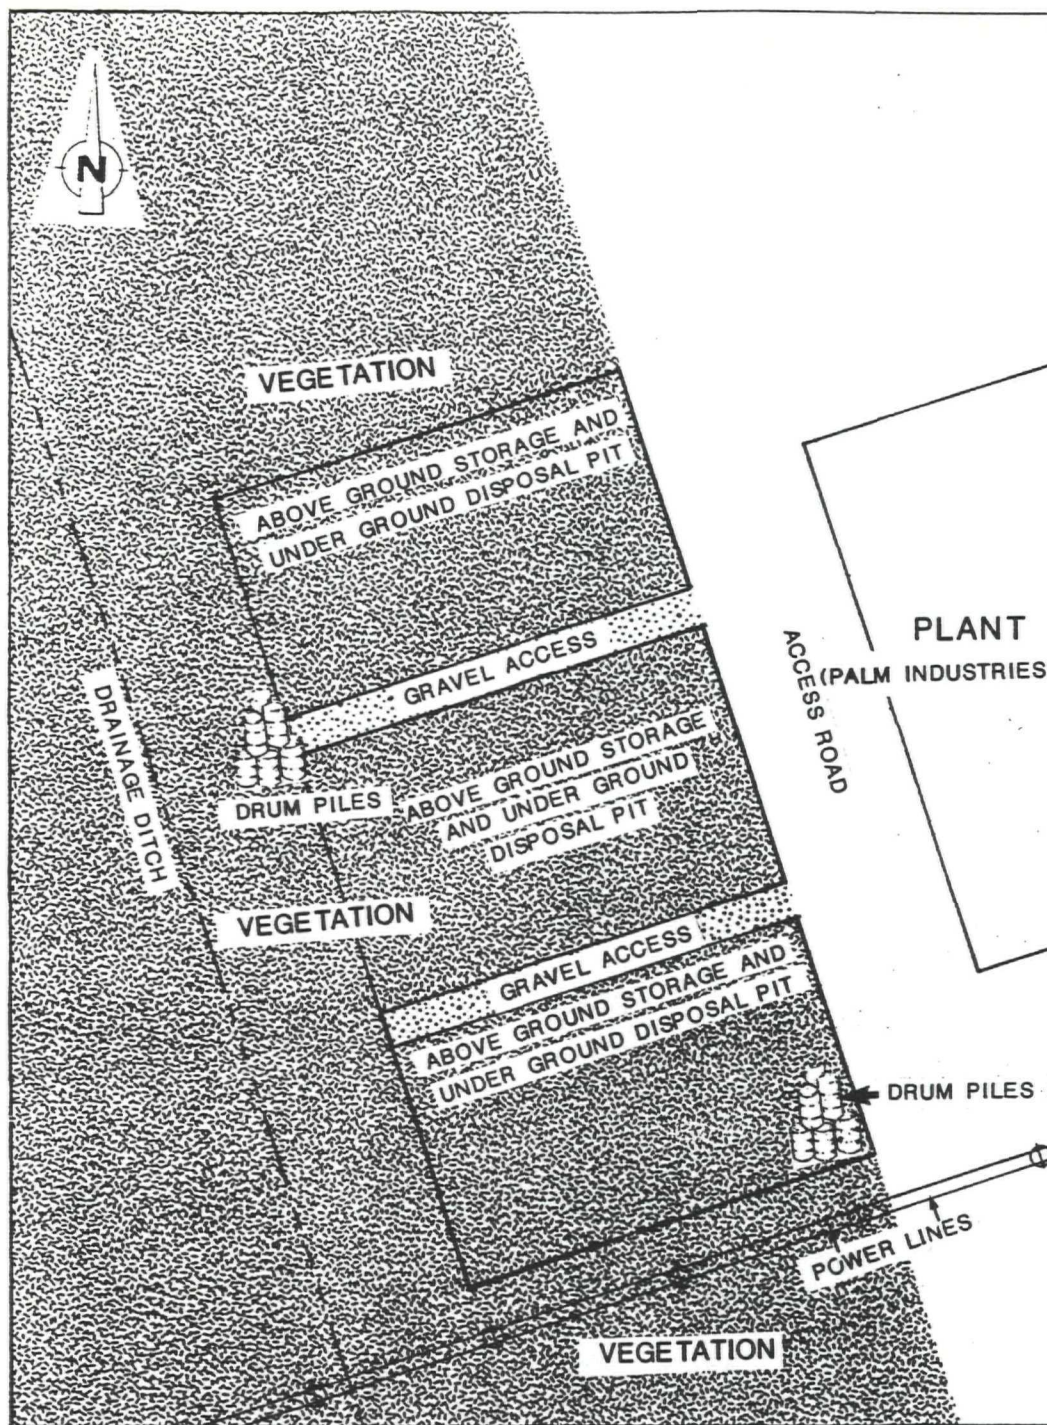 N
VEGETATION
ABOVE GROUND STORAGE AND
UNDER GROUND DISPOSAL PIT
GRAVEL ACCESS
PLANT
(PALM INDUSTRIES
ACCESS ROAD
DRAINAGE DITCH
DRUM PILES
ABOVE GROUND STORAGE
AND UNDER GROUND
DISPOSAL PIT
VEGETATION
GRAVEL ACCESS
ABOVE GROUND STORAGE AND
UNDER GROUND DISPOSAL PIT
DRUM PILES
POWER LINES
VEGETATION